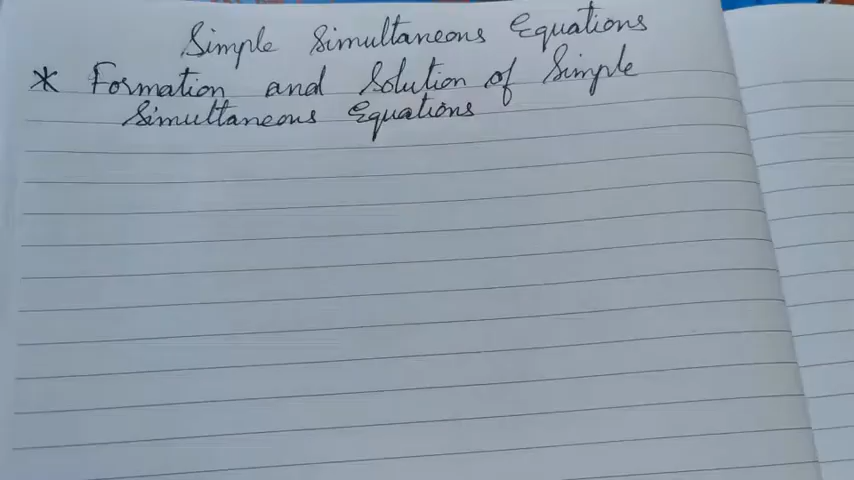 Simple Simultaneous Equations
* Formation and Solution of Simple
Simultaneous Equations